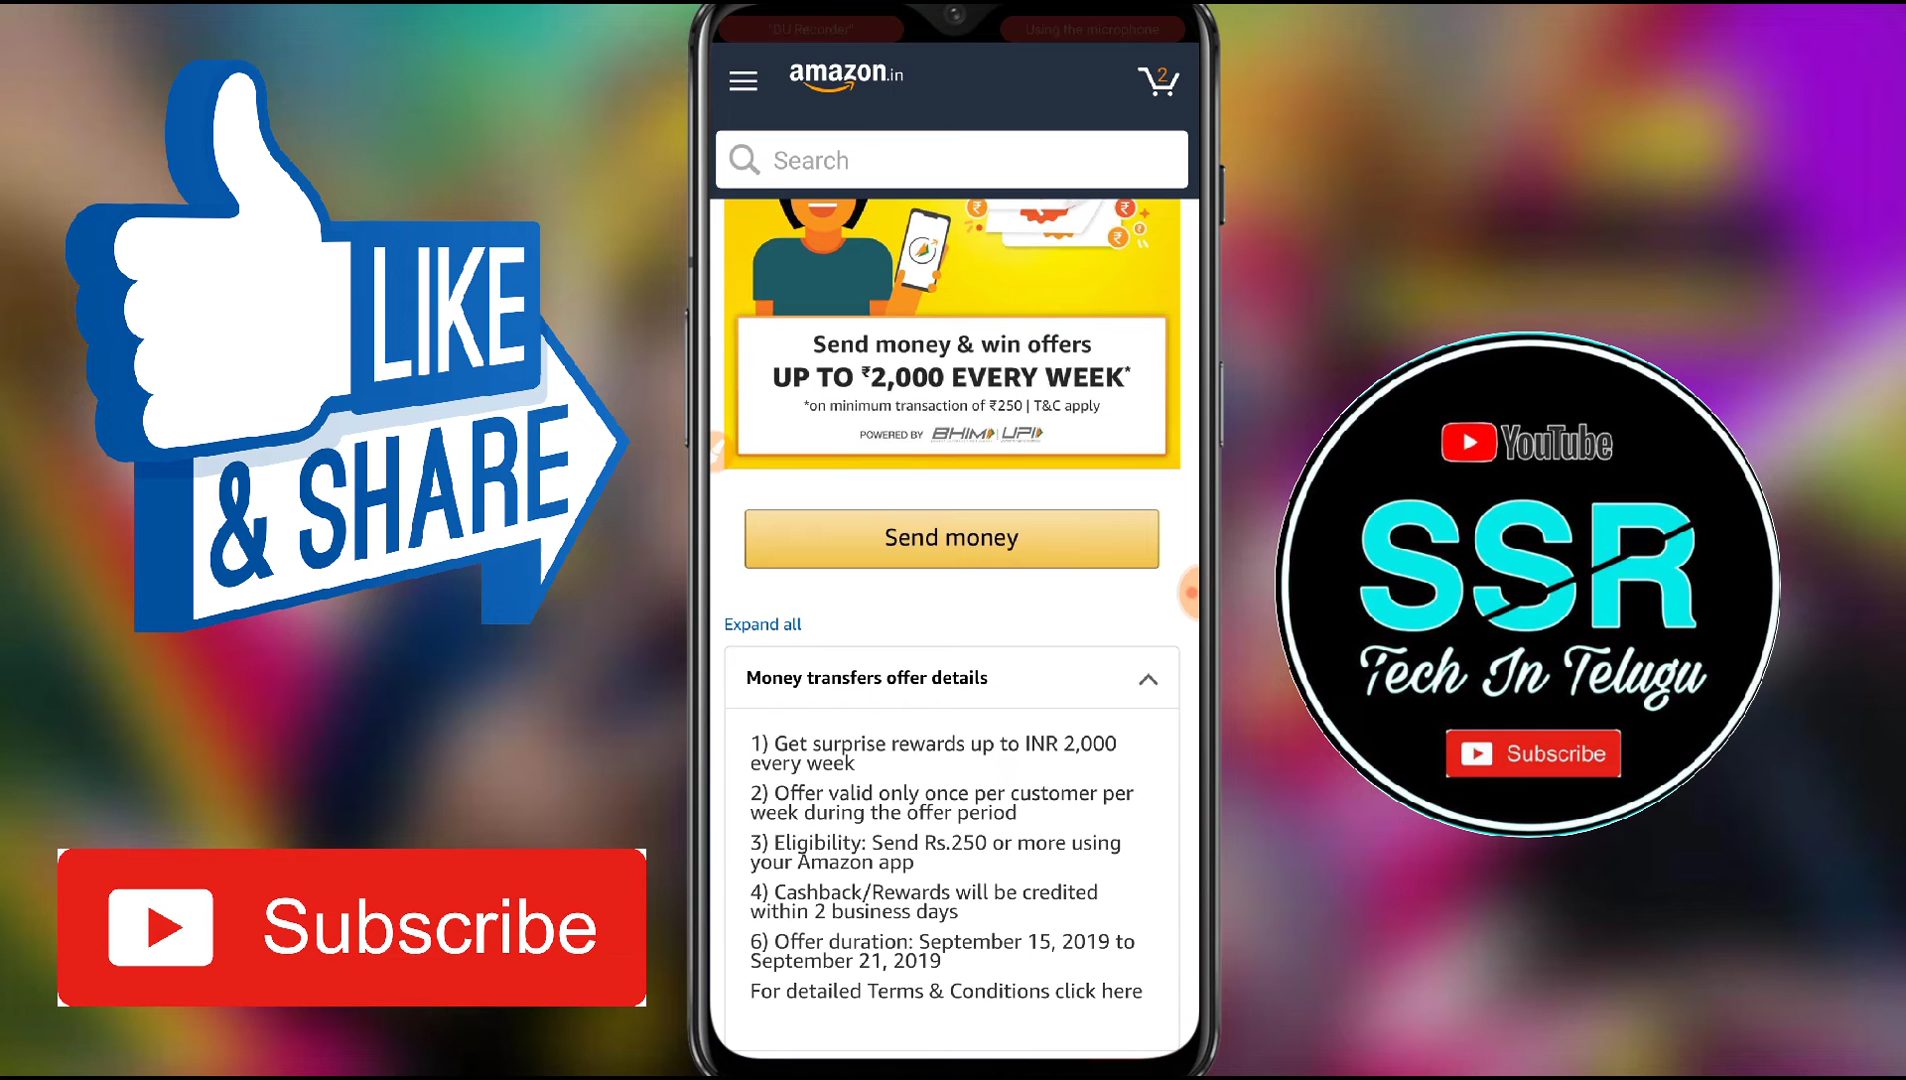 LIKE
& SHARE
Subscribe
"DU Recorder"
Using the microphone
amazon.in
2
Search
Send money & win offers
UP TO ₹2,000 EVERY WEEK*
*on minimum transaction of ₹250 | T&C apply
POWERED BY BHIM UPI
Send money
Expand all
Money transfers offer details
1) Get surprise rewards up to INR 2,000
every week
2) Offer valid only once per customer per
week during the offer period
3) Eligibility: Send Rs.250 or more using
your Amazon app
4) Cashback/Rewards will be credited
within 2 business days
6) Offer duration: September 15, 2019 to
September 21, 2019
For detailed Terms & Conditions click here
YouTube
SSR
Tech In Telugu
Subscribe